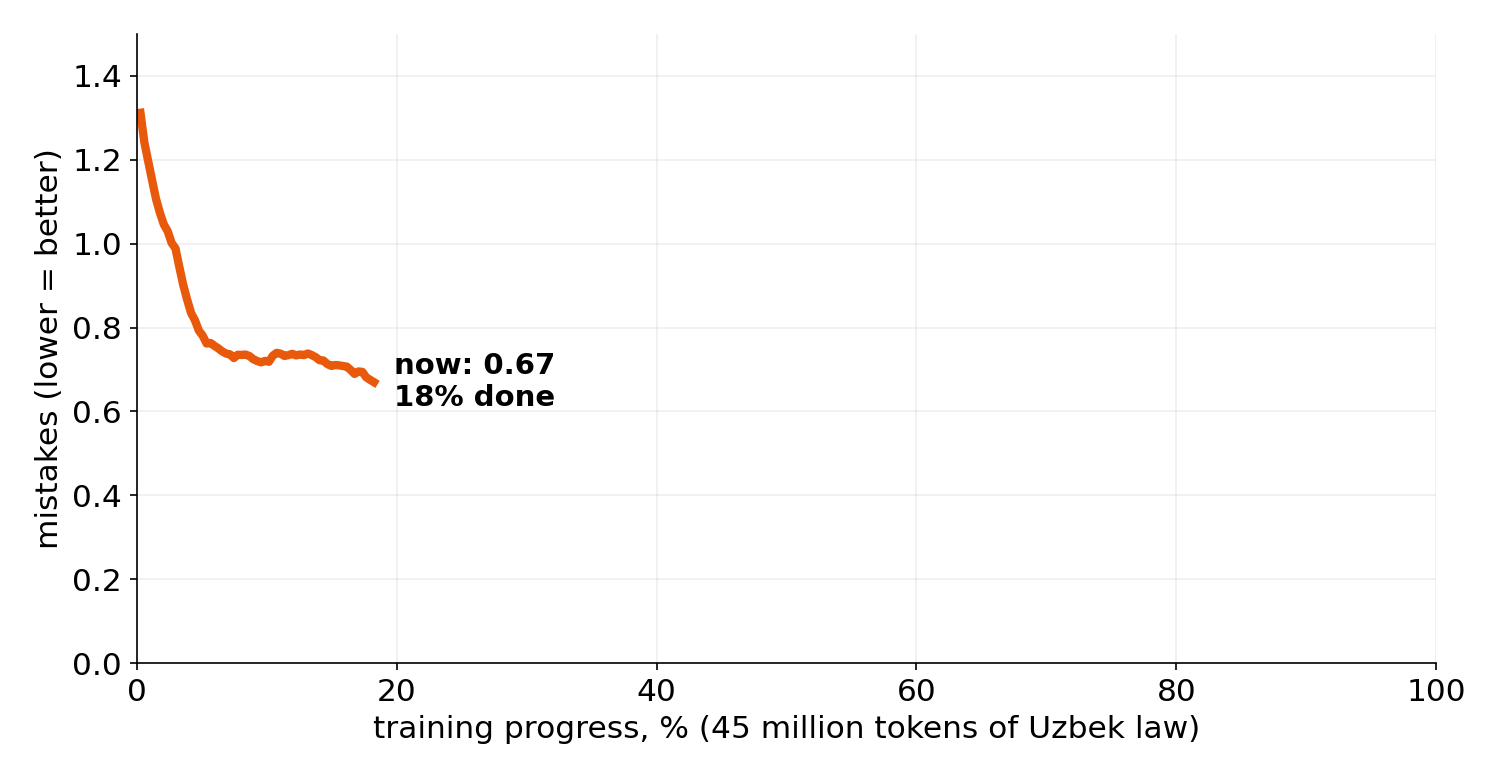 1.4
1.2
1.0
0.8
0.6
0.4
0.2
0.0
mistakes (lower = better)
now: 0.67
18% done
0 20 40 60 80 100
training progress, % (45 million tokens of Uzbek law)